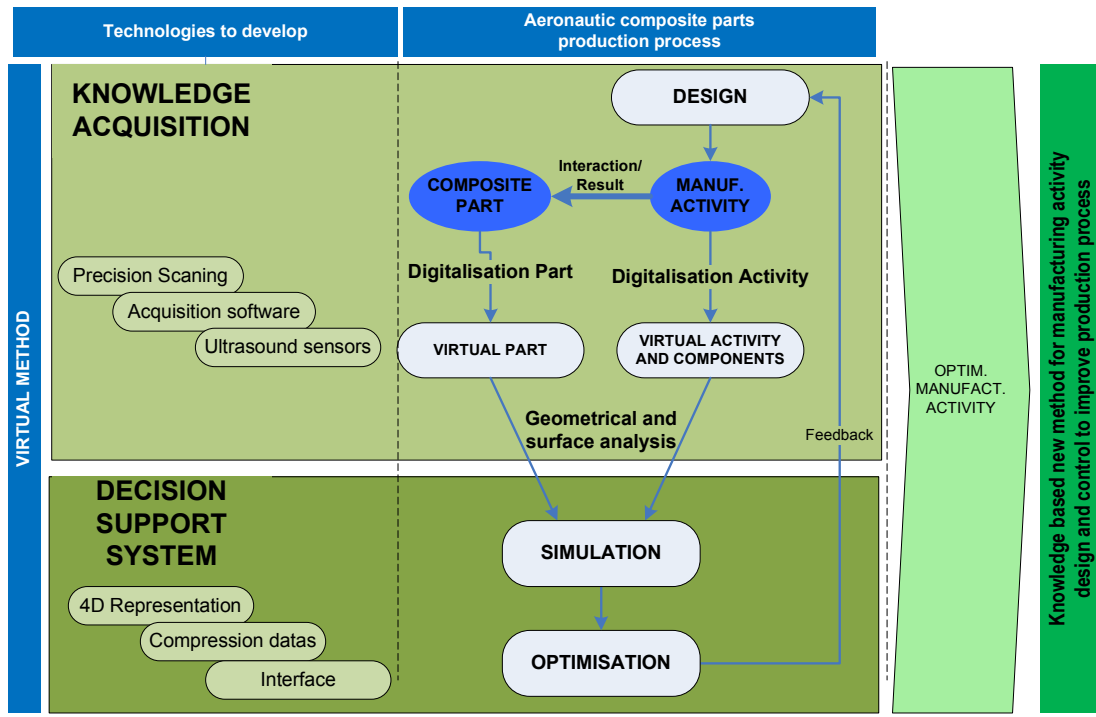 Technologies to develop
Aeronautic composite parts
production process
VIRTUAL METHOD
KNOWLEDGE
ACQUISITION
DESIGN
Interaction/
Result
COMPOSITE
PART
MANUF.
ACTIVITY
Precision Scaning
Acquisition software
Ultrasound sensors
Digitalisation Part
Digitalisation Activity
VIRTUAL PART
VIRTUAL ACTIVITY
AND COMPONENTS
Geometrical and
surface analysis
Feedback
DECISION
SUPPORT
SYSTEM
4D Representation
Compression datas
Interface
SIMULATION
OPTIMISATION
OPTIM.
MANUFACT.
ACTIVITY
Knowledge based new method for manufacturing activity
design and control to improve production process